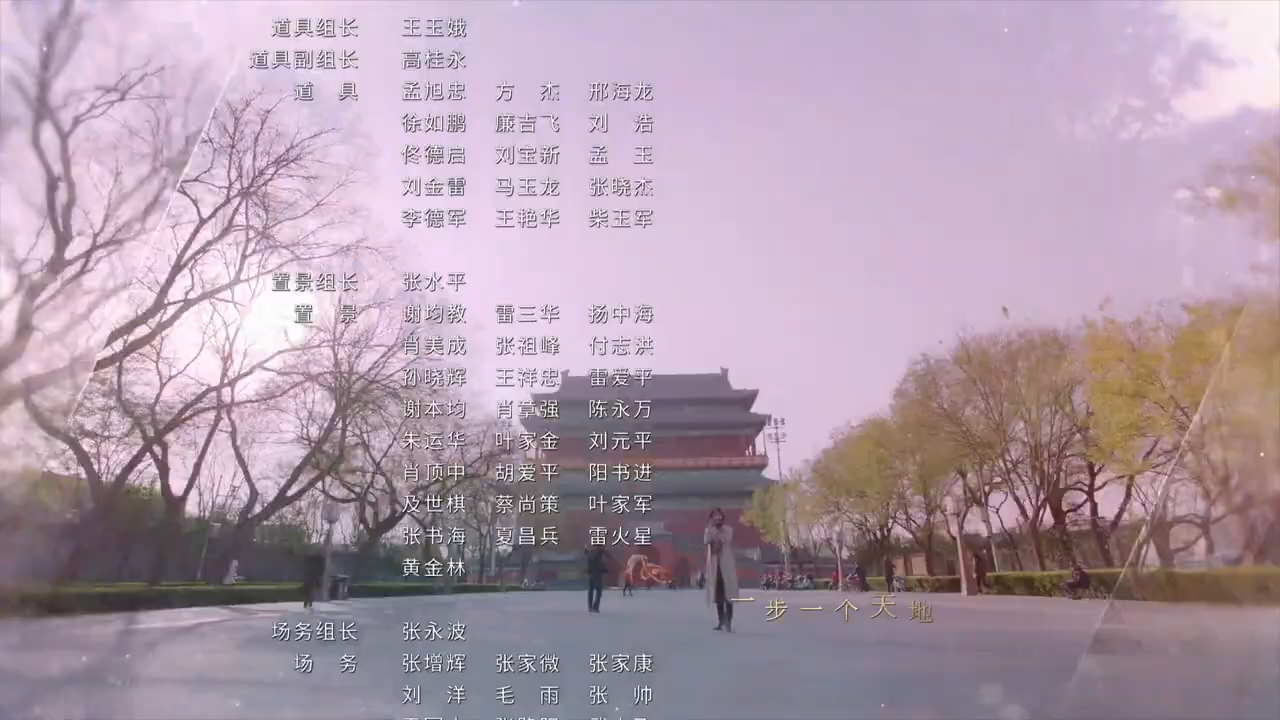 道具组长 王玉娥
道具副组长 高桂永
道 具 孟旭忠 方 杰 邢海龙
徐如鹏 廉吉飞 刘 浩
佟德启 刘宝新 孟 玉
刘金雷 马玉龙 张晓杰
李德军 王艳华 柴玉军
置景组长 张水平
置 景 谢均教 雷三华 扬中海
肖美成 张祖峰 付志洪
孙晓辉 王祥忠 雷爱平
谢本均 肖章强 陈永万
朱运华 叶家金 刘元平
肖顶中 胡爱平 阳书进
及世棋 蔡尚策 叶家军
张书海 夏昌兵 雷火星
黄金林
一步一个天地
场务组长 张永波
场 务 张增辉 张家微 张家康
刘 洋 毛 雨 张 帅